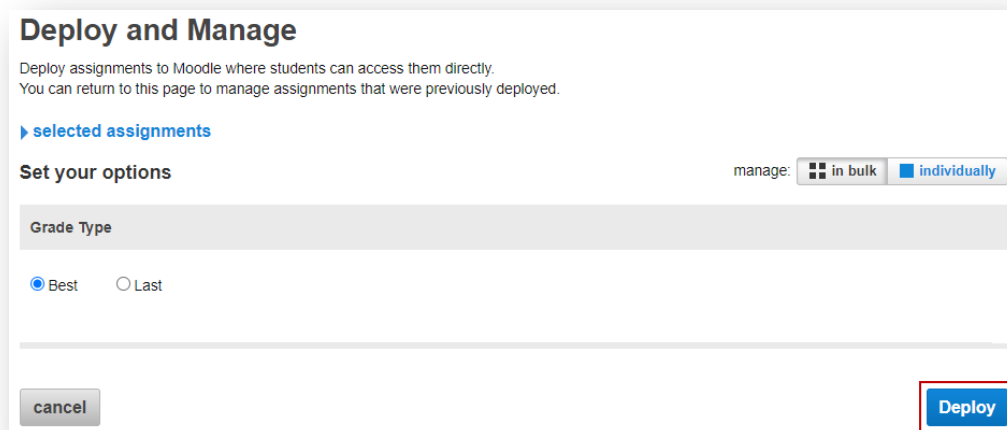 Deploy and Manage
Deploy assignments to Moodle where students can access them directly.
You can return to this page to manage assignments that were previously deployed.
selected assignments
Set your options
manage: in bulk individually
Grade Type
Best Last
cancel Deploy